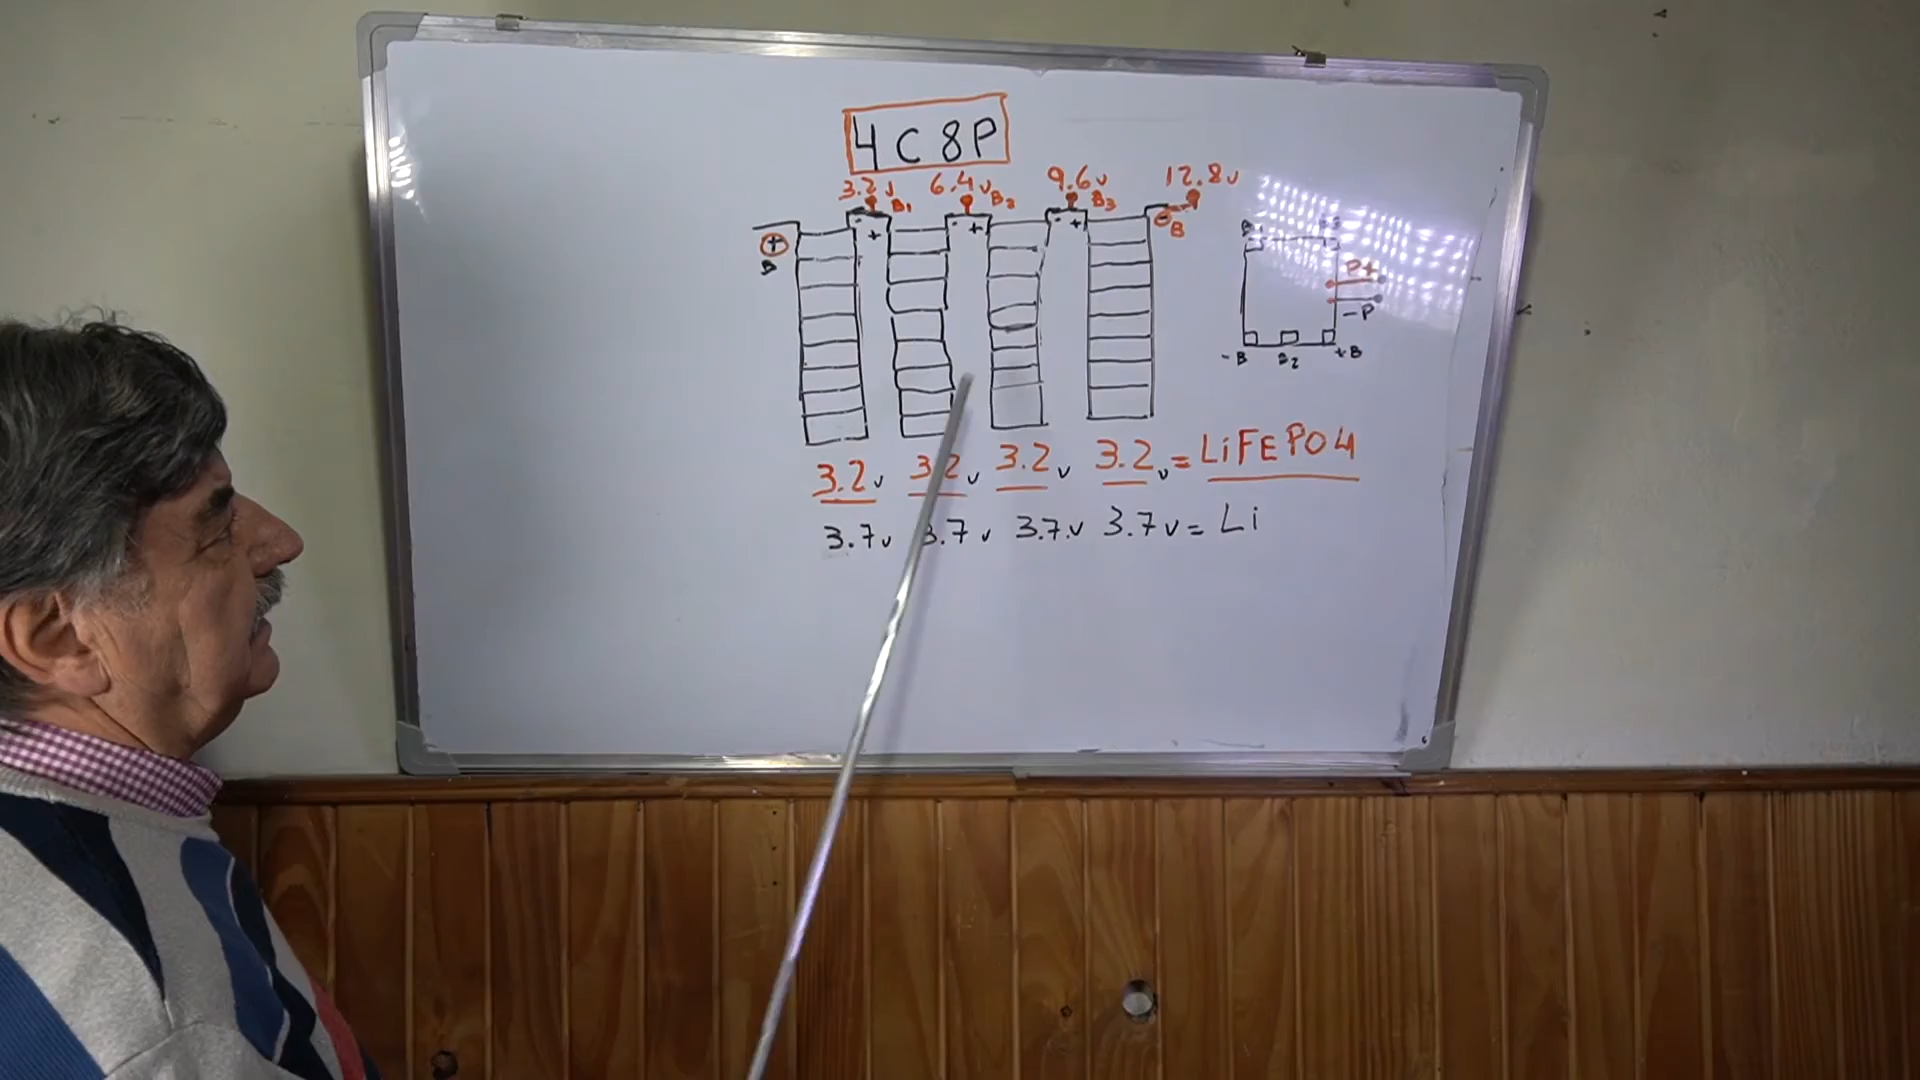 4C8P
3.2v 6.4v 9.6v 12.8v
B1 B2 B3
- + - + - + - B
+
B
P+
-P
-B B2 +B
3.2v 3.2v 3.2v 3.2v = LiFEPO4
3.7v 3.7v 3.7v 3.7v = Li